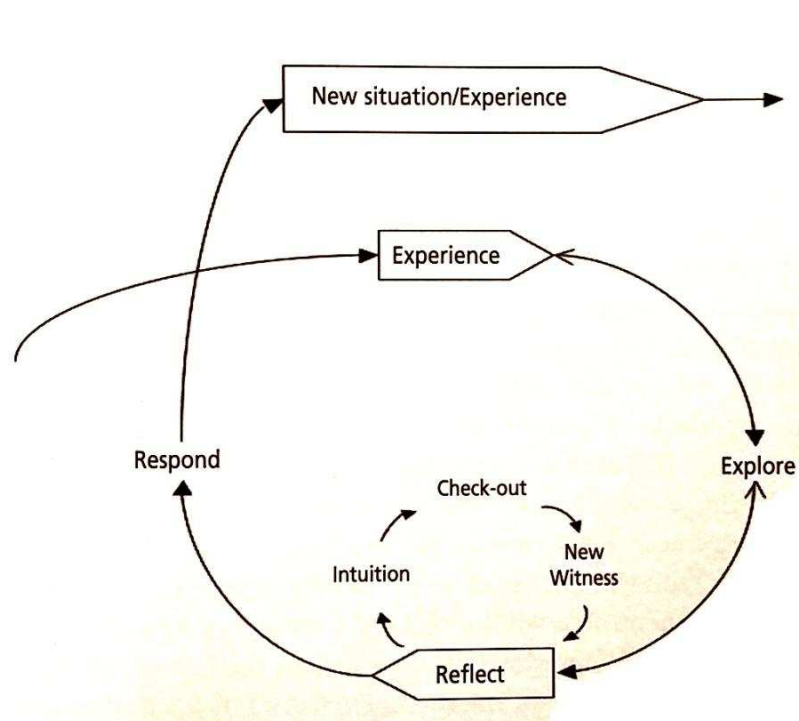 New situation/Experience
Experience
Respond
Explore
Check-out
Intuition
New
Witness
Reflect